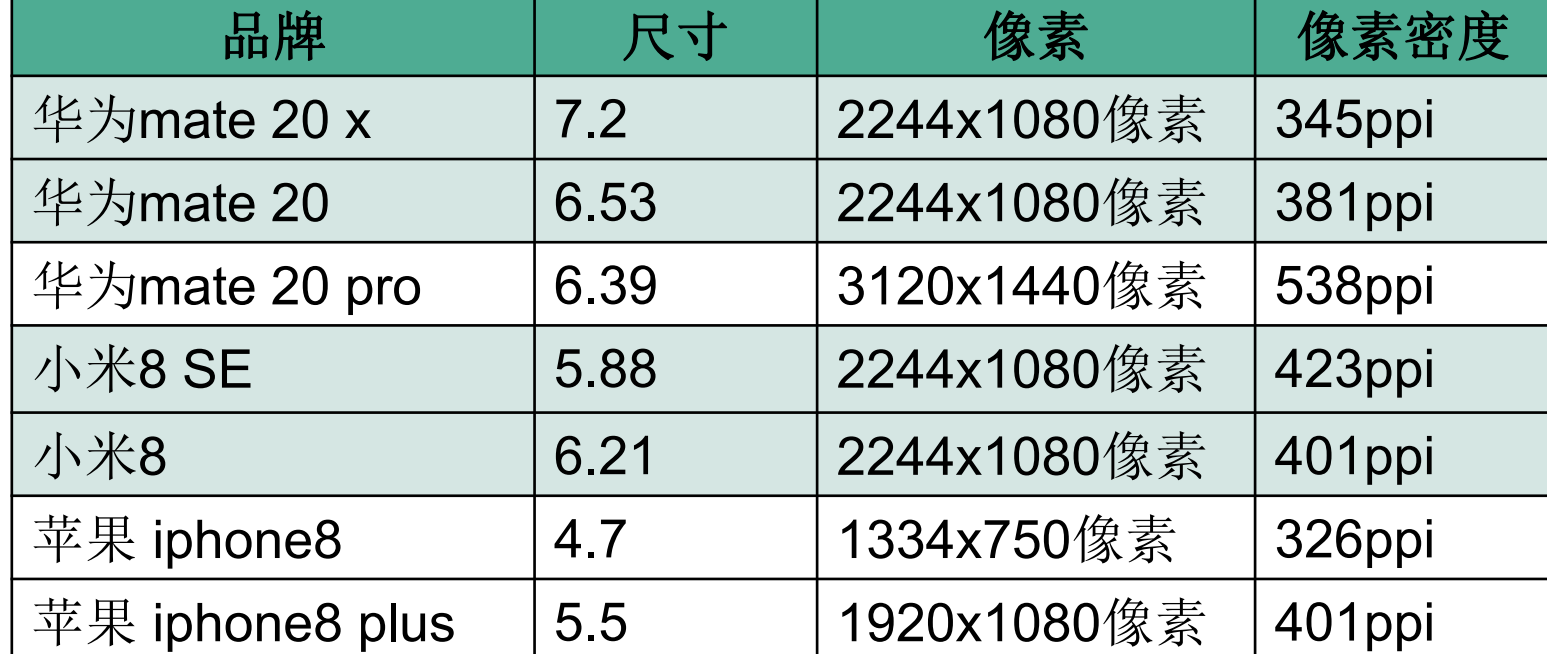 品牌 尺寸 像素 像素密度
华为mate 20 x 7.2 2244x1080像素 345ppi
华为mate 20 6.53 2244x1080像素 381ppi
华为mate 20 pro 6.39 3120x1440像素 538ppi
小米8 SE 5.88 2244x1080像素 423ppi
小米8 6.21 2244x1080像素 401ppi
苹果 iphone8 4.7 1334x750像素 326ppi
苹果 iphone8 plus 5.5 1920x1080像素 401ppi